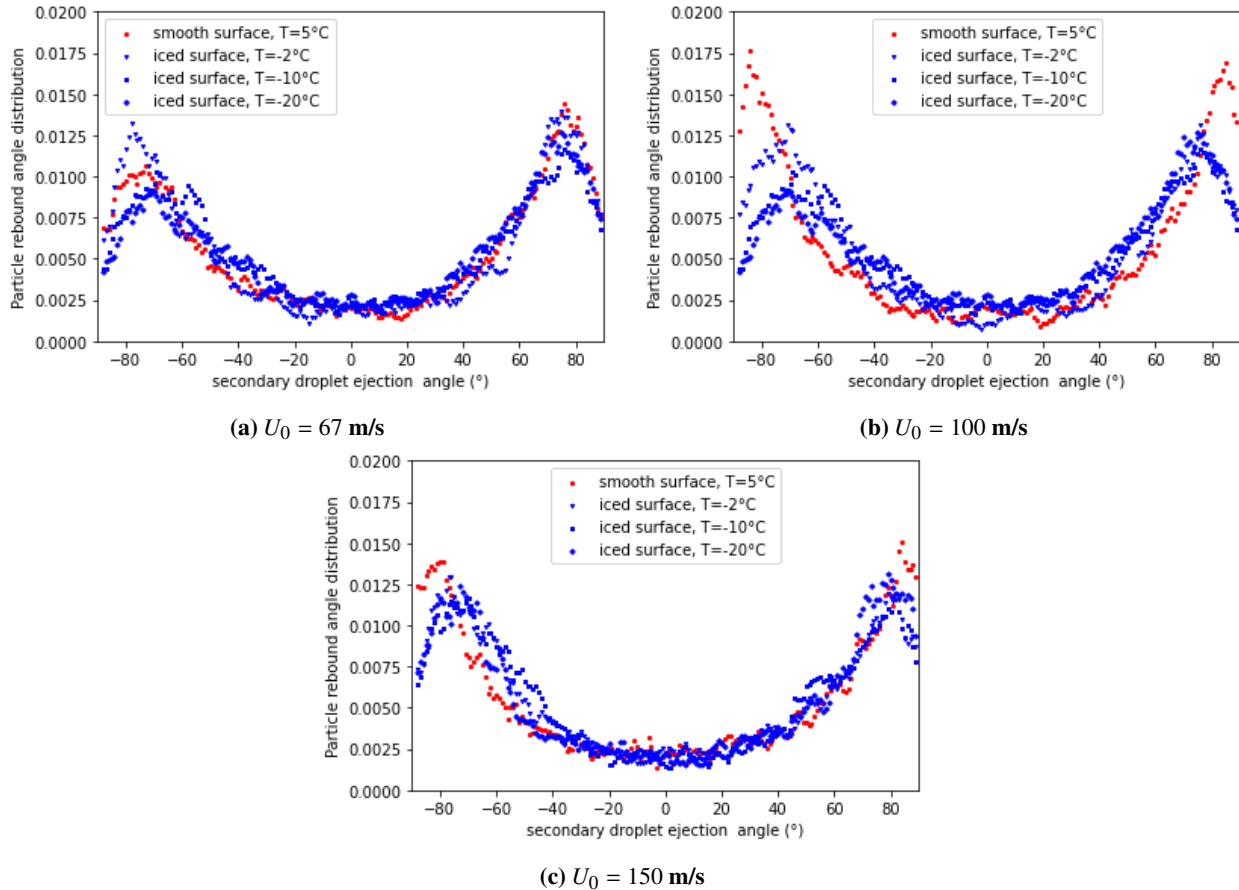 0.0200
0.0175
0.0150
0.0125
0.0100
0.0075
0.0050
0.0025
0.0000
Particle rebound angle distribution
smooth surface, T=5°C
iced surface, T=-2°C
iced surface, T=-10°C
iced surface, T=-20°C
−80 −60 −40 −20 0 20 40 60 80
secondary droplet ejection angle (°)
(a) U₀ = 67 m/s
0.0200
0.0175
0.0150
0.0125
0.0100
0.0075
0.0050
0.0025
0.0000
Particle rebound angle distribution
smooth surface, T=5°C
iced surface, T=-2°C
iced surface, T=-10°C
iced surface, T=-20°C
−80 −60 −40 −20 0 20 40 60 80
secondary droplet ejection angle (°)
(b) U₀ = 100 m/s
0.0200
0.0175
0.0150
0.0125
0.0100
0.0075
0.0050
0.0025
0.0000
Particle rebound angle distribution
smooth surface, T=5°C
iced surface, T=-2°C
iced surface, T=-10°C
iced surface, T=-20°C
−80 −60 −40 −20 0 20 40 60 80
secondary droplet ejection angle (°)
(c) U₀ = 150 m/s